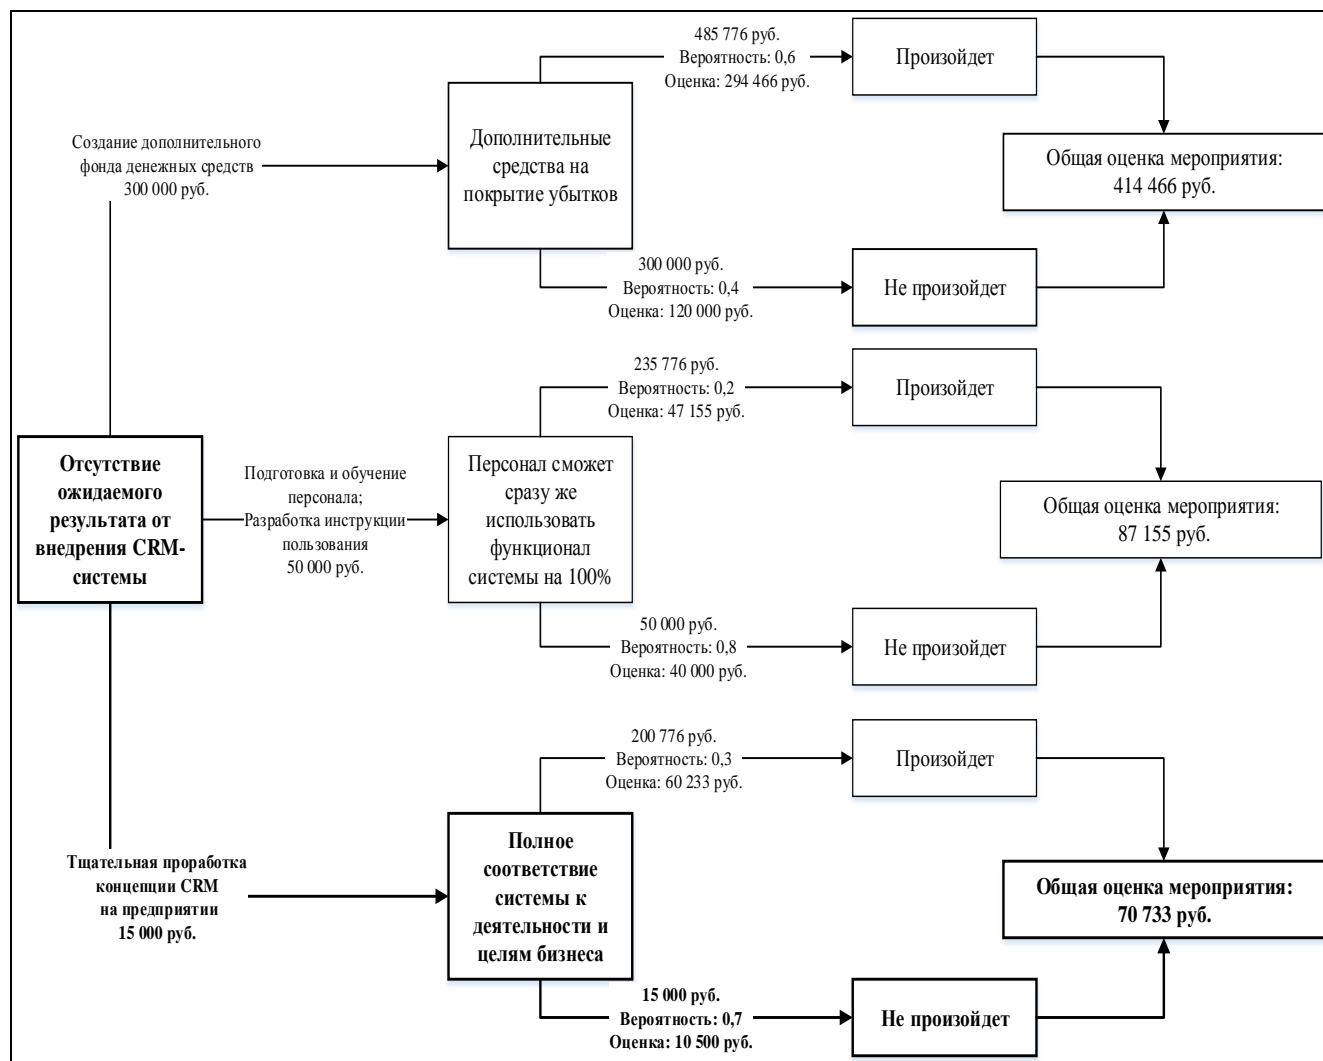 485 776 руб.
Вероятность: 0,6
Оценка: 294 466 руб.
Произойдет
Создание дополнительного
фонда денежных средств
300 000 руб.
Дополнительные
средства на
покрытие убытков
Общая оценка мероприятия:
414 466 руб.
300 000 руб.
Вероятность: 0,4
Оценка: 120 000 руб.
Не произойдет
235 776 руб.
Вероятность: 0,2
Оценка: 47 155 руб.
Произойдет
Отсутствие
ожидаемого
результата от
внедрения CRM-
системы
Подготовка и обучение
персонала;
Разработка инструкции
пользования
50 000 руб.
Персонал сможет
сразу же
использовать
функционал
системы на 100%
Общая оценка мероприятия:
87 155 руб.
50 000 руб.
Вероятность: 0,8
Оценка: 40 000 руб.
Не произойдет
200 776 руб.
Вероятность: 0,3
Оценка: 60 233 руб.
Произойдет
Тщательная проработка
концепции CRM
на предприятии
15 000 руб.
Полное
соответствие
системы к
деятельности и
целям бизнеса
Общая оценка мероприятия:
70 733 руб.
15 000 руб.
Вероятность: 0,7
Оценка: 10 500 руб.
Не произойдет